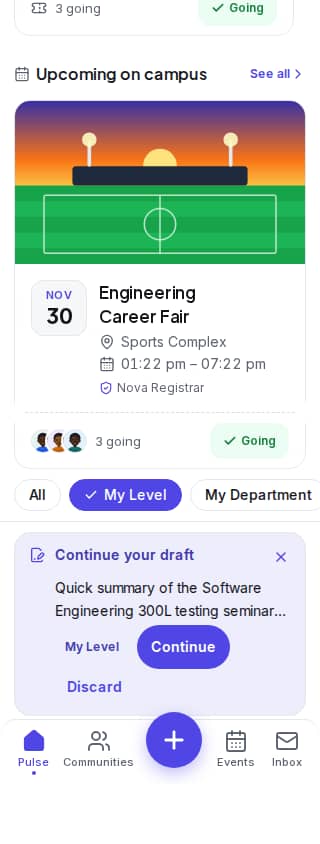 3 going
Going
Upcoming on campus
See all
NOV
30
Engineering
Career Fair
Sports Complex
01:22 pm – 07:22 pm
Nova Registrar
3 going
Going
All
My Level
My Department
Continue your draft
Quick summary of the Software
Engineering 300L testing seminar...
My Level
Continue
Discard
Pulse
Communities
Events
Inbox